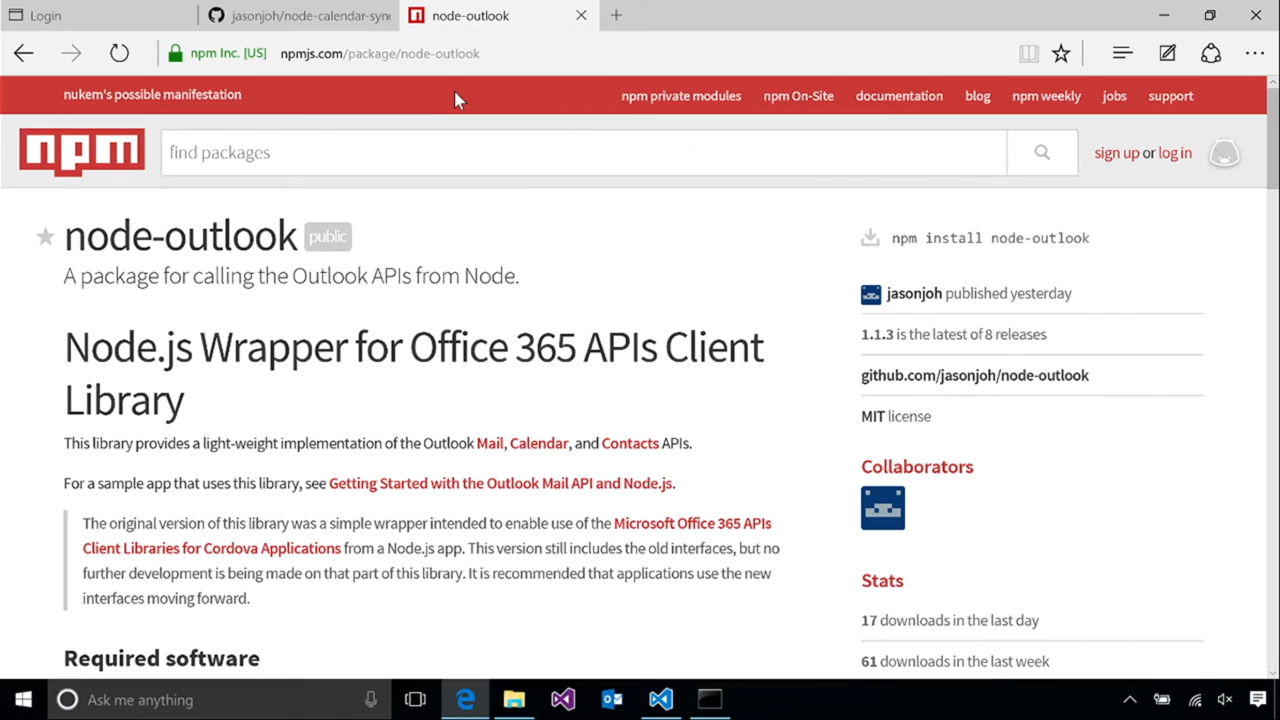 Login
jasonjoh/node-calendar-sync
node-outlook
npm Inc. [US]
npmjs.com/package/node-outlook
nukem's possible manifestation
npm private modules
npm On-Site
documentation
blog
npm weekly
jobs
support
npm
find packages
sign up or log in
node-outlook public
A package for calling the Outlook APIs from Node.
Node.js Wrapper for Office 365 APIs Client
Library
This library provides a light-weight implementation of the Outlook Mail, Calendar, and Contacts APIs.
For a sample app that uses this library, see Getting Started with the Outlook Mail API and Node.js.
The original version of this library was a simple wrapper intended to enable use of the Microsoft Office 365 APIs
Client Libraries for Cordova Applications from a Node.js app. This version still includes the old interfaces, but no
further development is being made on that part of this library. It is recommended that applications use the new
interfaces moving forward.
Required software
npm install node-outlook
jasonjoh published yesterday
1.1.3 is the latest of 8 releases
github.com/jasonjoh/node-outlook
MIT license
Collaborators
Stats
17 downloads in the last day
61 downloads in the last week
Ask me anything